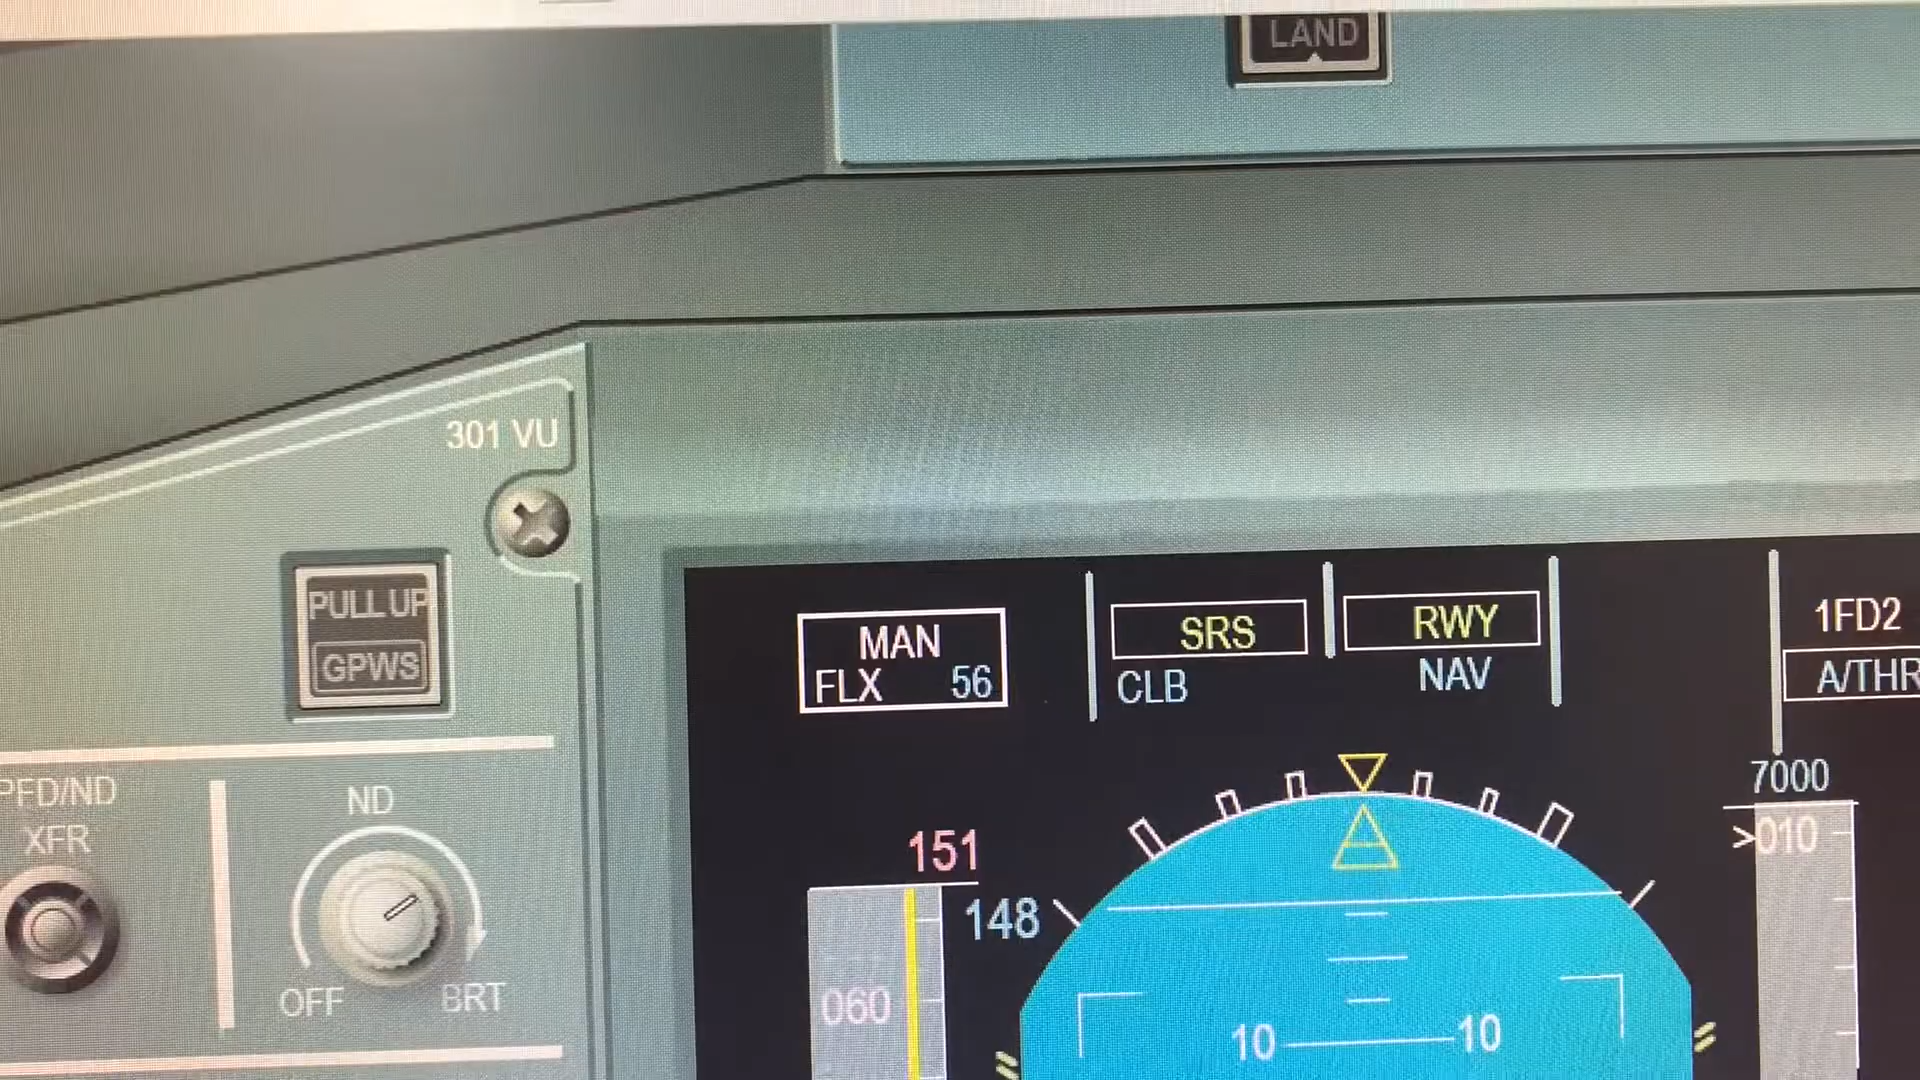 LAND
301 VU
PULL UP
GPWS
PFD/ND
XFR
ND
OFF
BRT
MAN
FLX 56
SRS
CLB
RWY
NAV
1FD2
A/THR
151
148
060
7000
>010
10 10